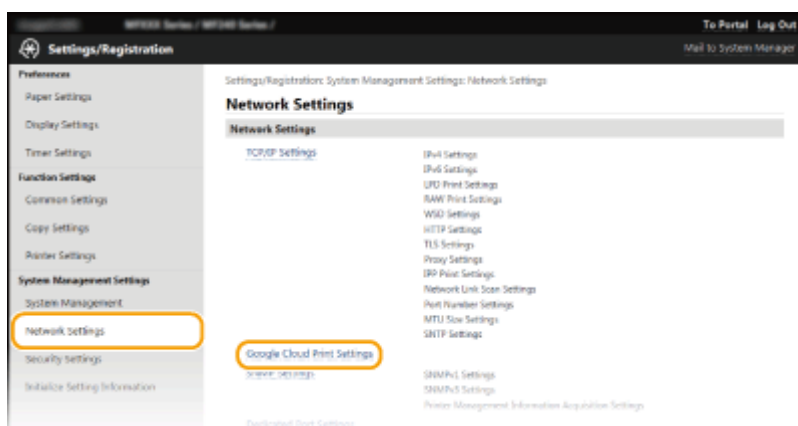 MFXXX Series / MF240 Series /
To Portal Log Out
Settings/Registration
Mail to System Manager
Preferences
Paper Settings
Display Settings
Timer Settings
Function Settings
Common Settings
Copy Settings
Printer Settings
System Management Settings
System Management
Network Settings
Security Settings
Initialize Setting Information
Settings/Registration: System Management Settings: Network Settings
Network Settings
Network Settings
TCP/IP Settings
IPv4 Settings
IPv6 Settings
LPD Print Settings
RAW Print Settings
WSD Settings
HTTP Settings
TLS Settings
Proxy Settings
IPP Print Settings
Network Link Scan Settings
Port Number Settings
MTU Size Settings
SNTP Settings
Google Cloud Print Settings
SNMP Settings
SNMPv1 Settings
SNMPv3 Settings
Printer Management Information Acquisition Settings
Dedicated Port Settings